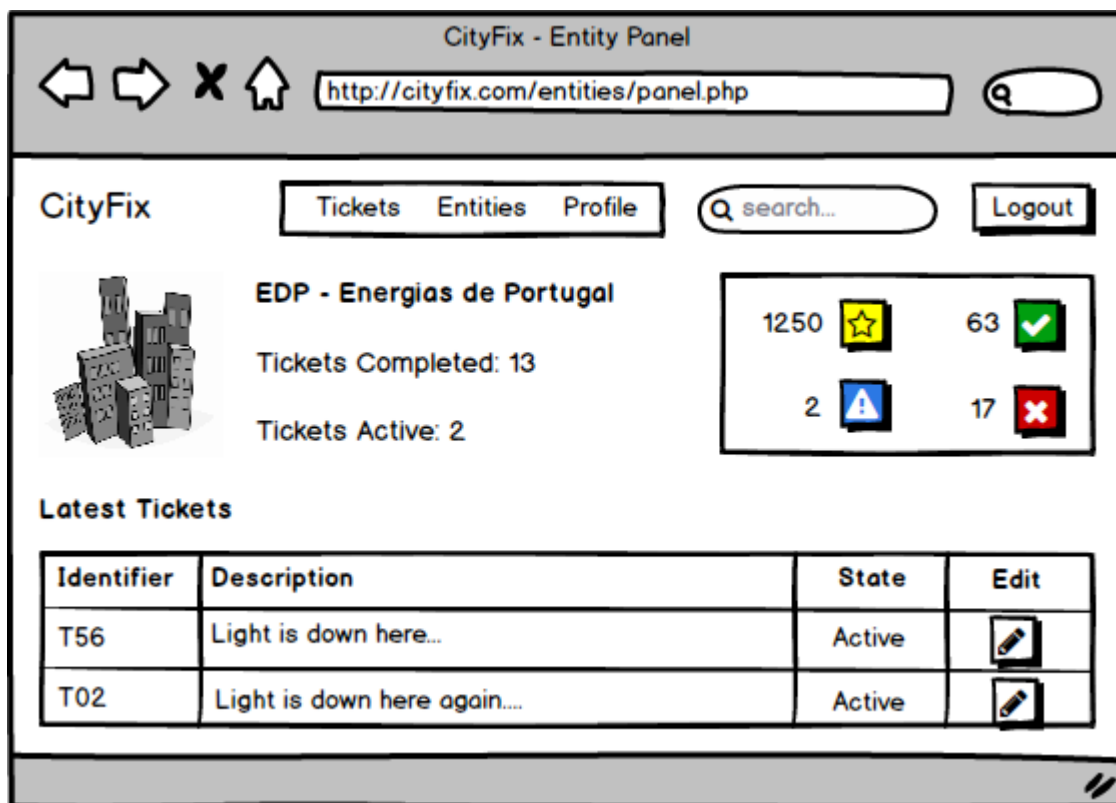 CityFix - Entity Panel
http://cityfix.com/entities/panel.php
CityFix Tickets Entities Profile search... Logout
EDP - Energias de Portugal
1250 63
Tickets Completed: 13
2 17
Tickets Active: 2
Latest Tickets
Identifier Description State Edit
T56 Light is down here... Active
T02 Light is down here again.... Active